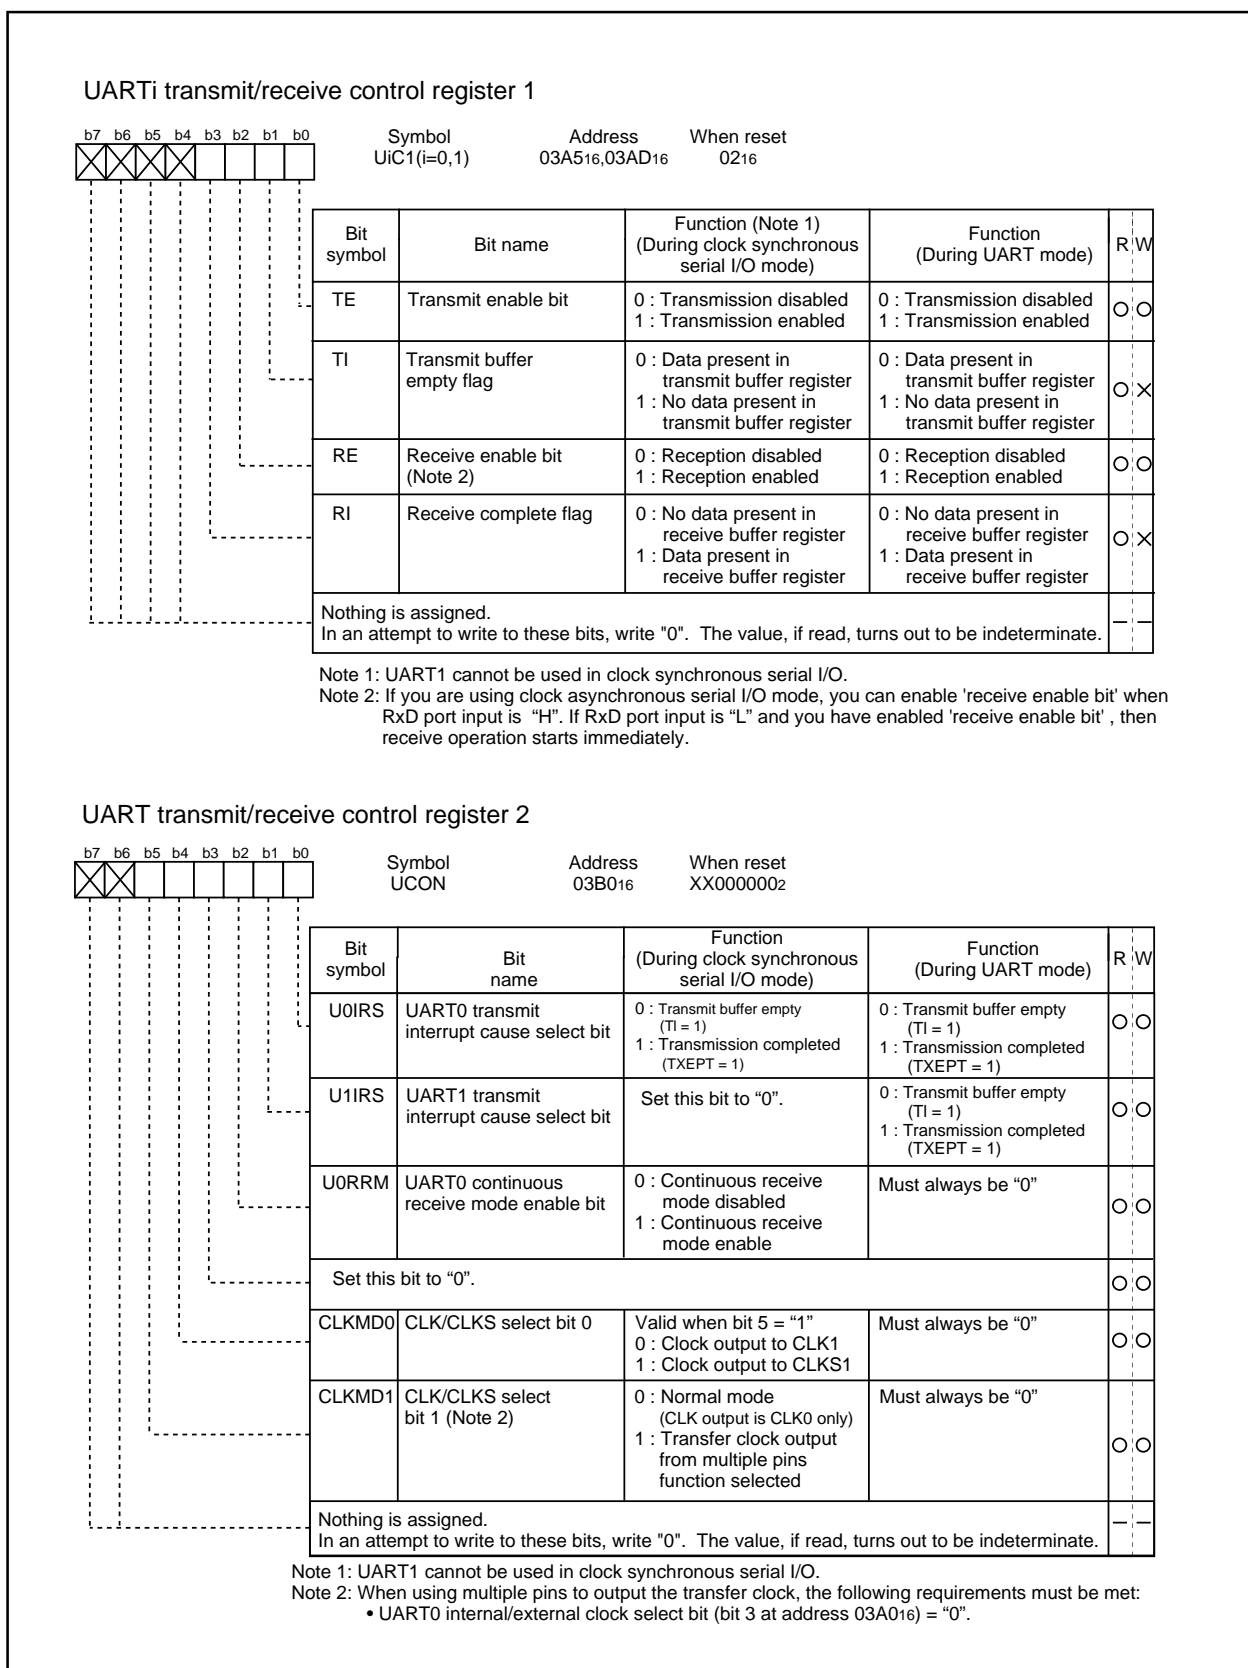 UARTi transmit/receive control register 1
b7 b6 b5 b4 b3 b2 b1 b0
Symbol Address When reset
UiC1(i=0,1) 03A516,03AD16 0216
Bit symbol Bit name Function (Note 1) (During clock synchronous serial I/O mode) Function (During UART mode) R W
TE Transmit enable bit 0 : Transmission disabled 0 : Transmission disabled
1 : Transmission enabled 1 : Transmission enabled
TI Transmit buffer 0 : Data present in 0 : Data present in
empty flag transmit buffer register transmit buffer register
1 : No data present in 1 : No data present in
transmit buffer register transmit buffer register
RE Receive enable bit 0 : Reception disabled 0 : Reception disabled
(Note 2) 1 : Reception enabled 1 : Reception enabled
RI Receive complete flag 0 : No data present in 0 : No data present in
receive buffer register receive buffer register
1 : Data present in 1 : Data present in
receive buffer register receive buffer register
Nothing is assigned.
In an attempt to write to these bits, write "0". The value, if read, turns out to be indeterminate.
Note 1: UART1 cannot be used in clock synchronous serial I/O.
Note 2: If you are using clock asynchronous serial I/O mode, you can enable 'receive enable bit' when
RxD port input is “H”. If RxD port input is “L” and you have enabled 'receive enable bit' , then
receive operation starts immediately.
UART transmit/receive control register 2
b7 b6 b5 b4 b3 b2 b1 b0
Symbol Address When reset
UCON 03B016 XX0000002
Bit symbol Bit name Function (During clock synchronous serial I/O mode) Function (During UART mode) R W
U0IRS UART0 transmit 0 : Transmit buffer empty 0 : Transmit buffer empty
interrupt cause select bit (TI = 1) (TI = 1)
1 : Transmission completed 1 : Transmission completed
(TXEPT = 1) (TXEPT = 1)
U1IRS UART1 transmit Set this bit to “0”. 0 : Transmit buffer empty
interrupt cause select bit (TI = 1)
1 : Transmission completed
(TXEPT = 1)
U0RRM UART0 continuous 0 : Continuous receive Must always be “0”
receive mode enable bit mode disabled
1 : Continuous receive
mode enable
Set this bit to “0”.
CLKMD0 CLK/CLKS select bit 0 Valid when bit 5 = “1” Must always be “0”
0 : Clock output to CLK1
1 : Clock output to CLKS1
CLKMD1 CLK/CLKS select 0 : Normal mode Must always be “0”
bit 1 (Note 2) (CLK output is CLK0 only)
1 : Transfer clock output
from multiple pins
function selected
Nothing is assigned.
In an attempt to write to these bits, write "0". The value, if read, turns out to be indeterminate.
Note 1: UART1 cannot be used in clock synchronous serial I/O.
Note 2: When using multiple pins to output the transfer clock, the following requirements must be met:
• UART0 internal/external clock select bit (bit 3 at address 03A016) = “0”.